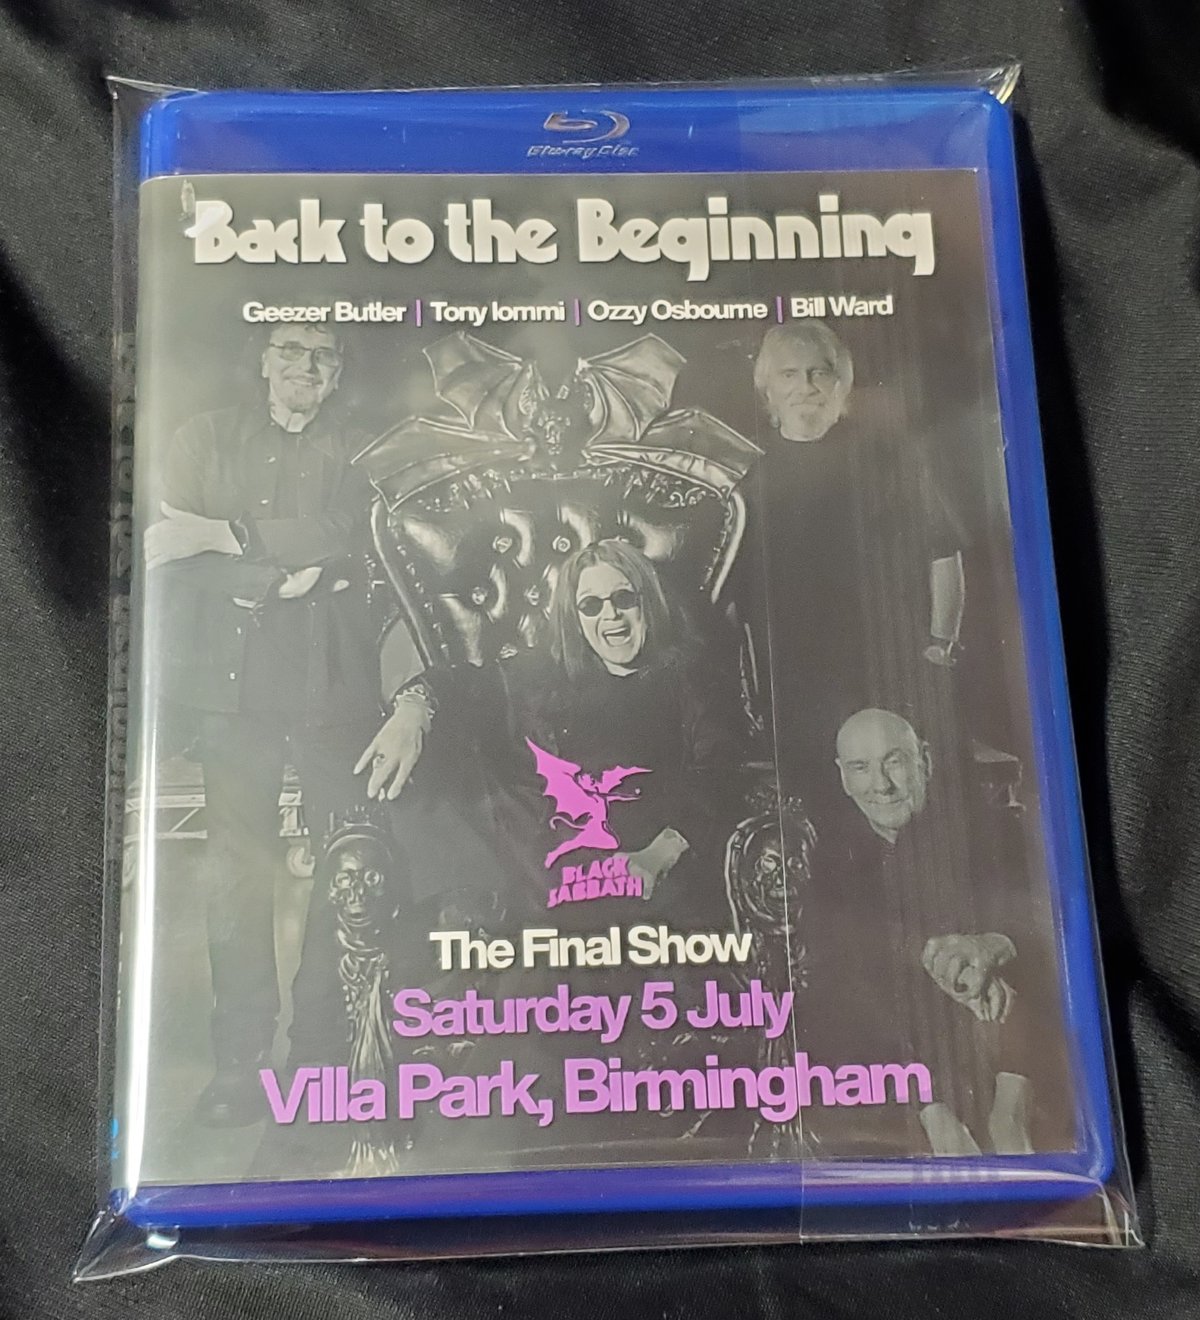 Blu-ray Disc
Back to the Beginning
Geezer Butler | Tony Iommi | Ozzy Osbourne | Bill Ward
BLACK
SABBATH
The Final Show
Saturday 5 July
Villa Park, Birmingham